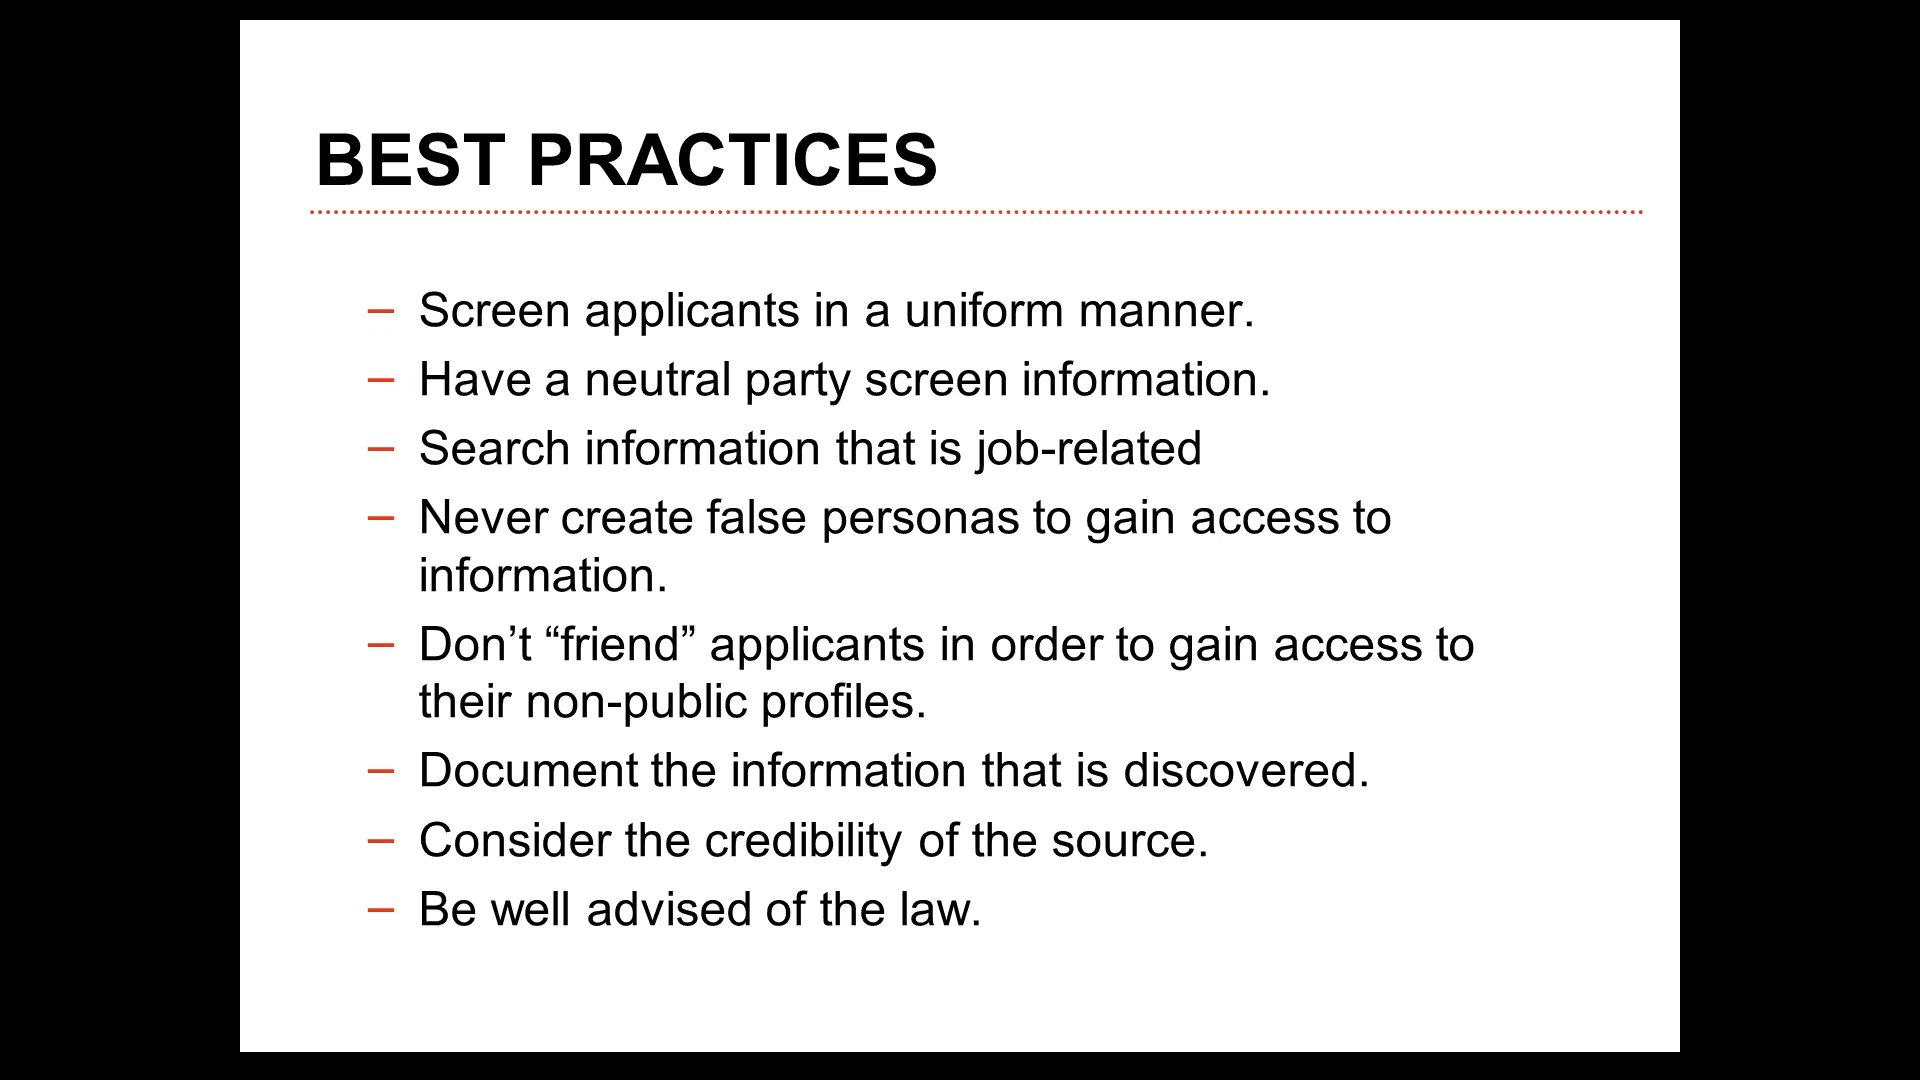 BEST PRACTICES
– Screen applicants in a uniform manner.
– Have a neutral party screen information.
– Search information that is job-related
– Never create false personas to gain access to
information.
– Don’t “friend” applicants in order to gain access to
their non-public profiles.
– Document the information that is discovered.
– Consider the credibility of the source.
– Be well advised of the law.